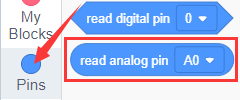 My
Blocks
Pins
read digital pin 0
read analog pin A0